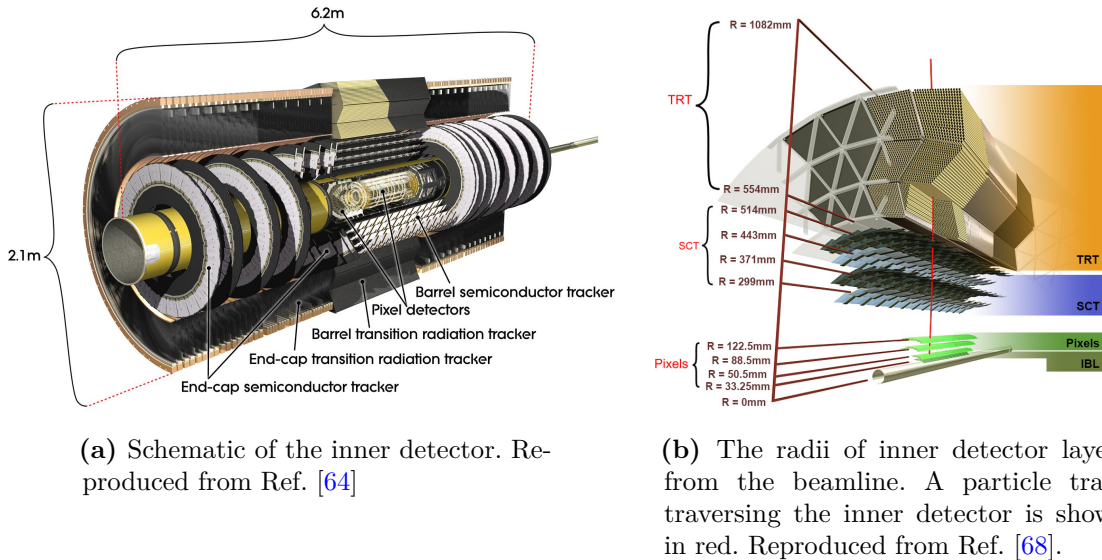 6.2m
2.1m
Barrel semiconductor tracker
Pixel detectors
Barrel transition radiation tracker
End-cap transition radiation tracker
End-cap semiconductor tracker
(a) Schematic of the inner detector. Re-
produced from Ref. [64]
R = 1082mm
TRT
R = 554mm
R = 514mm
SCT
R = 443mm
R = 371mm
R = 299mm
R = 122.5mm
Pixels
R = 88.5mm
R = 50.5mm
R = 33.25mm
R = 0mm
TRT
SCT
Pixels
IBL
(b) The radii of inner detector laye
from the beamline. A particle tra
traversing the inner detector is show
in red. Reproduced from Ref. [68].